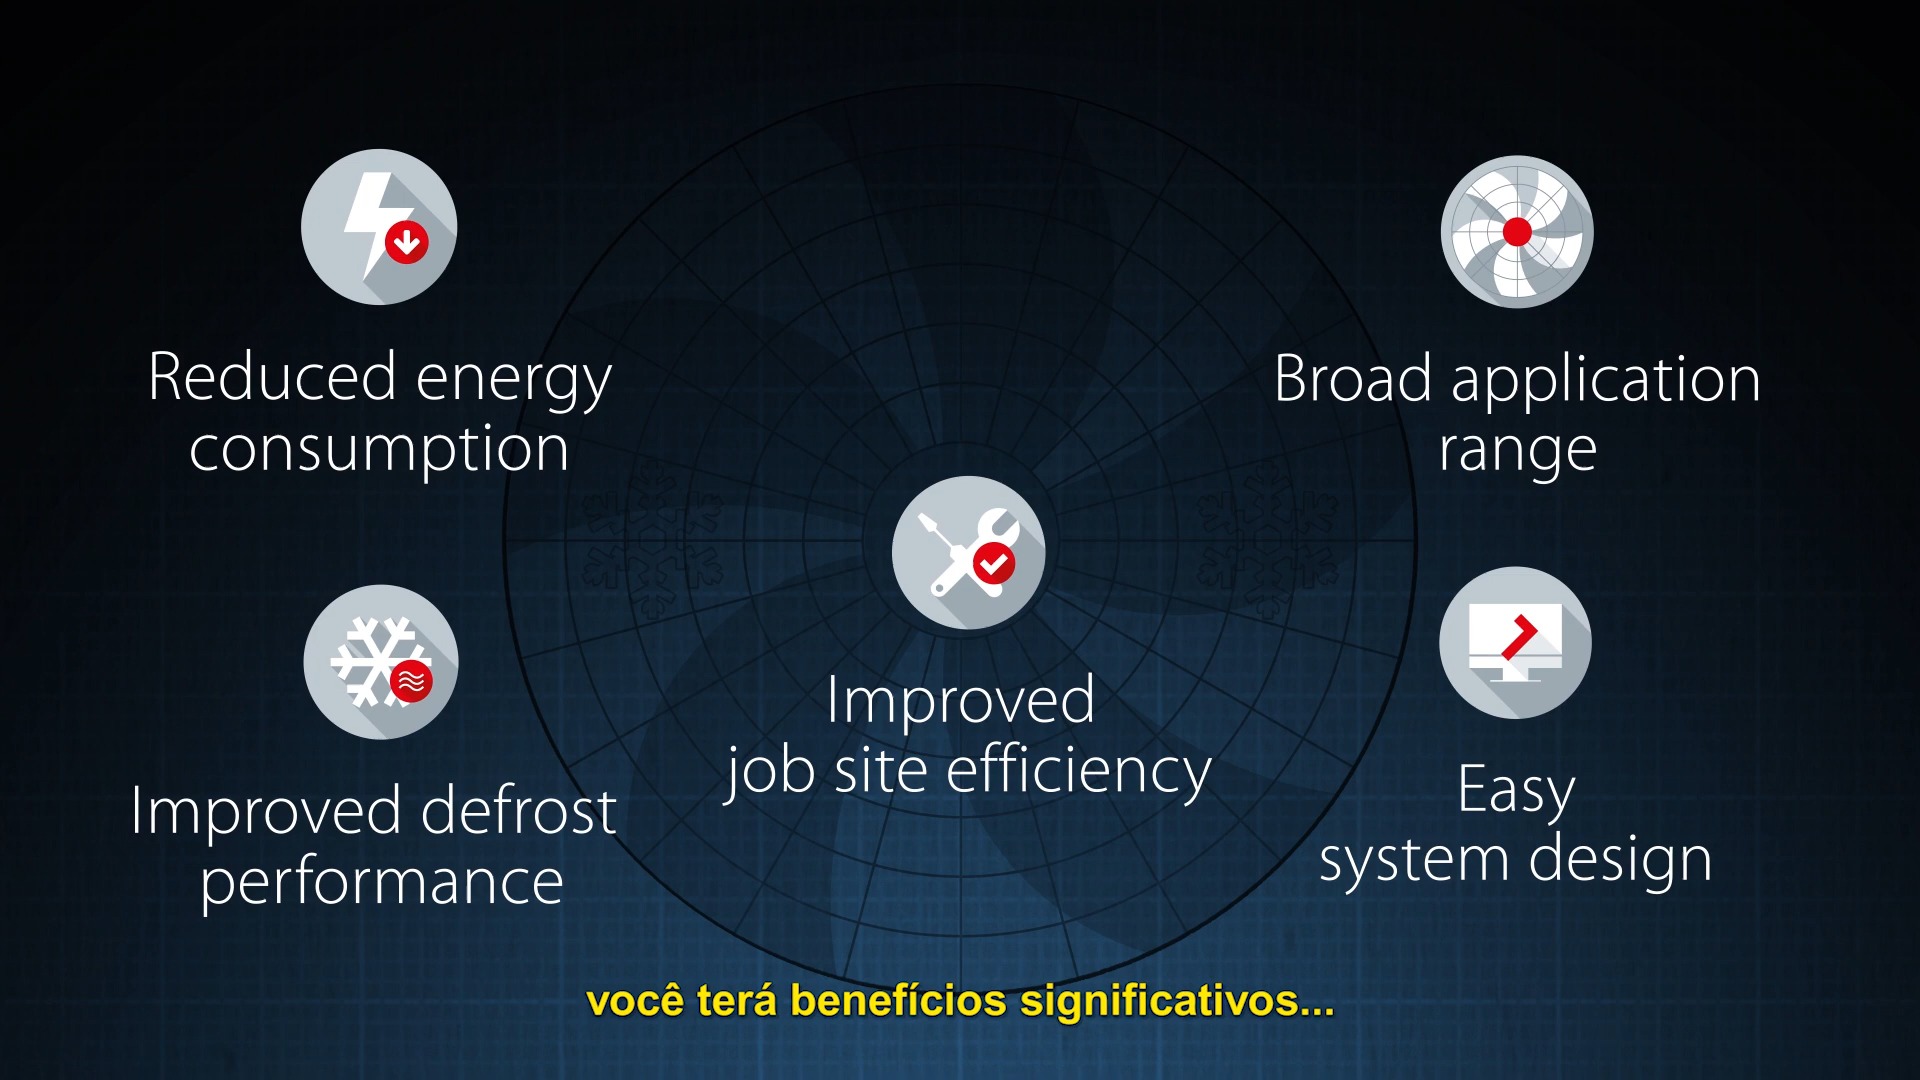 Reduced energy
consumption
Broad application
range
Improved defrost
performance
Improved
job site efficiency
Easy
system design
você terá benefícios significativos...